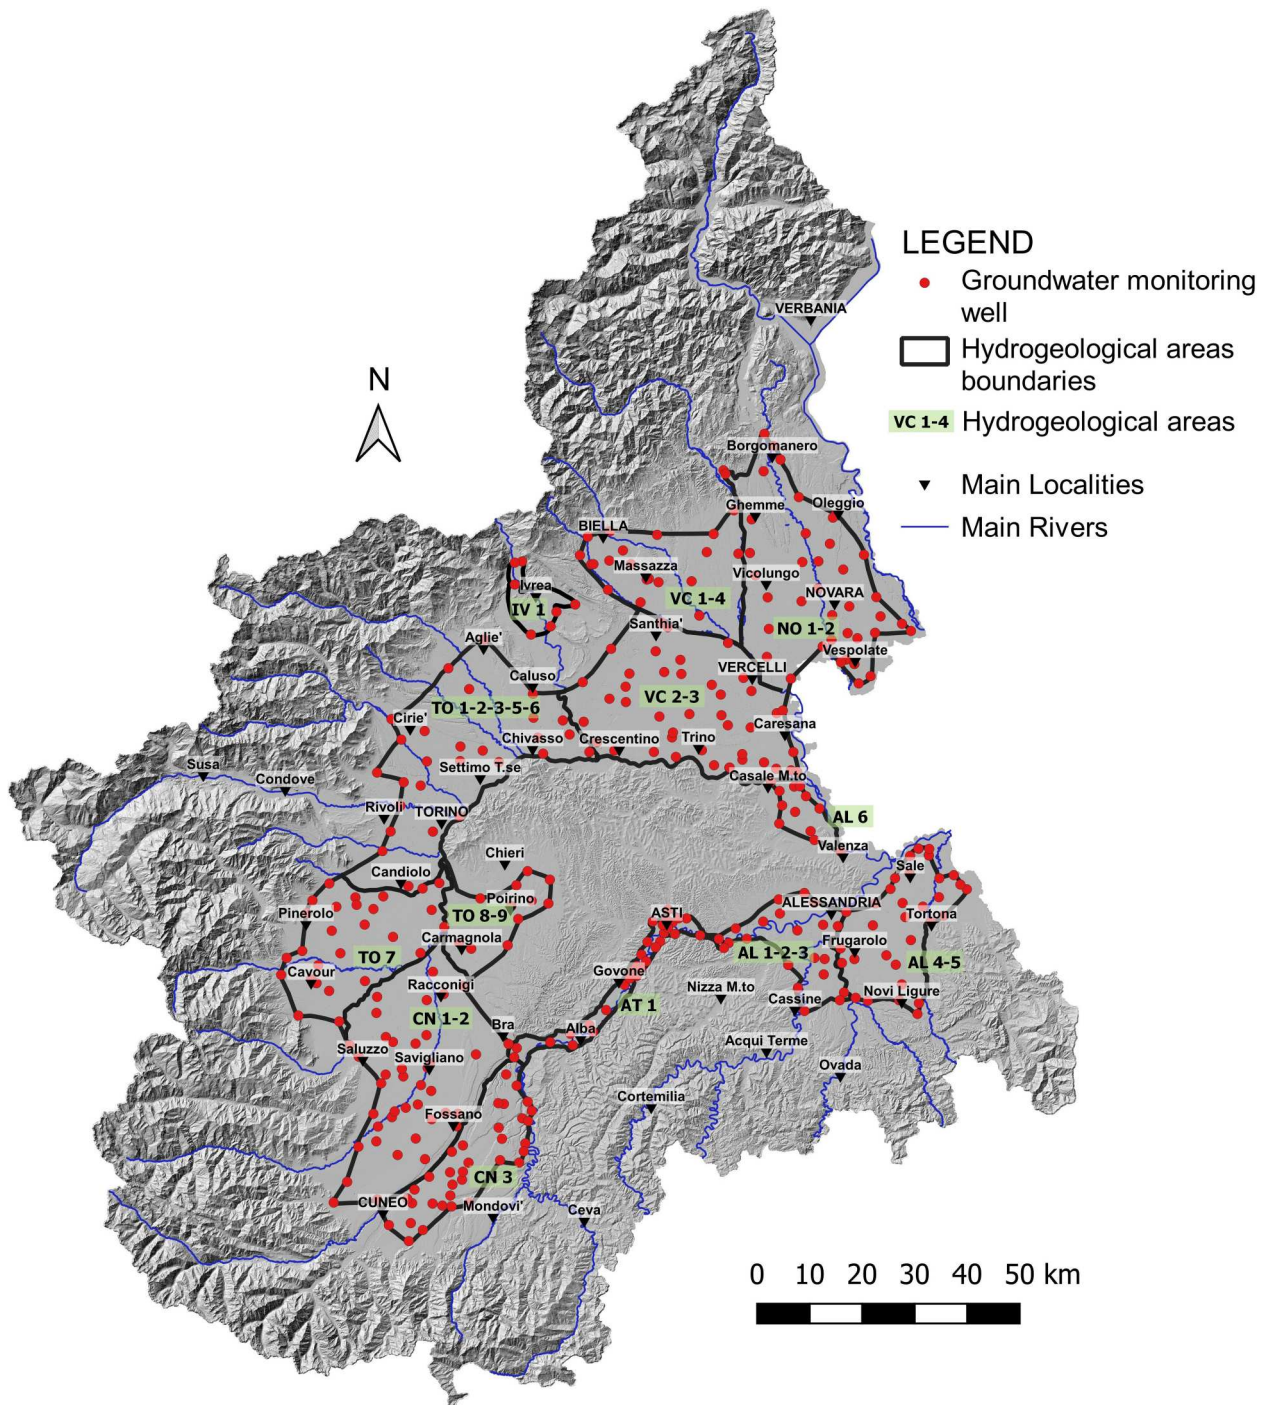 LEGEND
Groundwater monitoring
well
Hydrogeological areas
boundaries
VC 1-4 Hydrogeological areas
Main Localities
Main Rivers
N
VERBANIA
Borgomanero
Ghemme
Oleggio
BIELLA
Massazza
Vicolungo
Ivrea
NOVARA
VC 1-4
IV 1
Santhia'
NO 1-2
Aglie'
Vespolate
VERCELLI
Caluso
VC 2-3
TO 1-2-3-5-6
Cirie'
Caresana
Chivasso
Crescentino
Trino
Susa
Condove
Settimo T.se
Casale M.to
Rivoli
TORINO
AL 6
Valenza
Chieri
Candiolo
Sale
Poirino
Pinerolo
TO 8-9
ASTI
ALESSANDRIA
Tortona
Carmagnola
Frugarolo
TO 7
AL 1-2-3
AL 4-5
Cavour
Govone
Racconigi
Nizza M.to
Novi Ligure
AT 1
Cassine
CN 1-2
Bra
Alba
Saluzzo
Savigliano
Acqui Terme
Ovada
Cortemilia
Fossano
CN 3
CUNEO
Mondovi'
Ceva
0 10 20 30 40 50 km